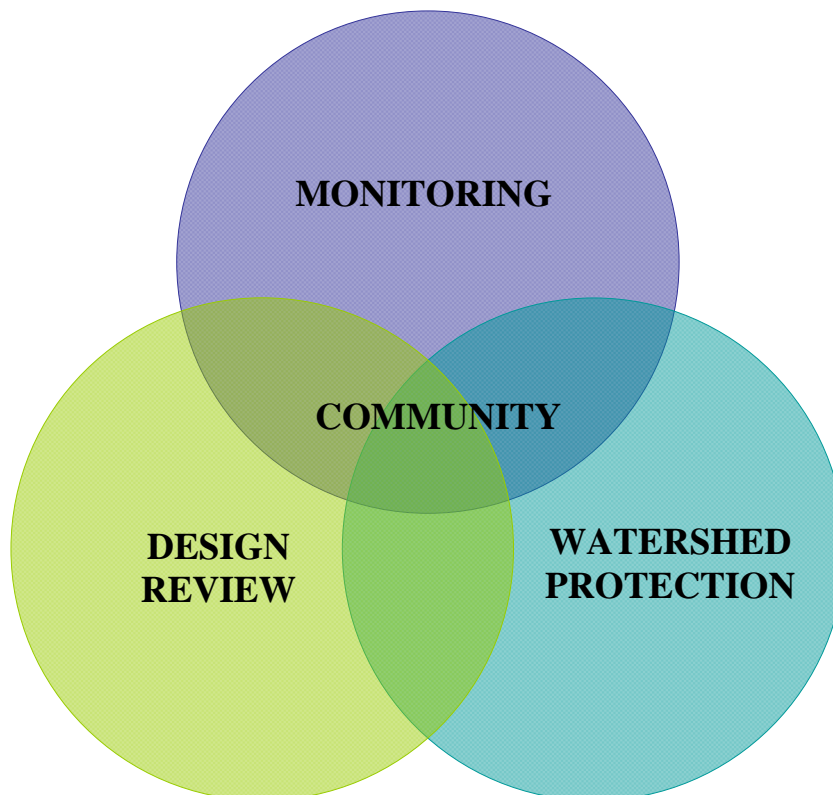 MONITORING
COMMUNITY
DESIGN
REVIEW
WATERSHED
PROTECTION